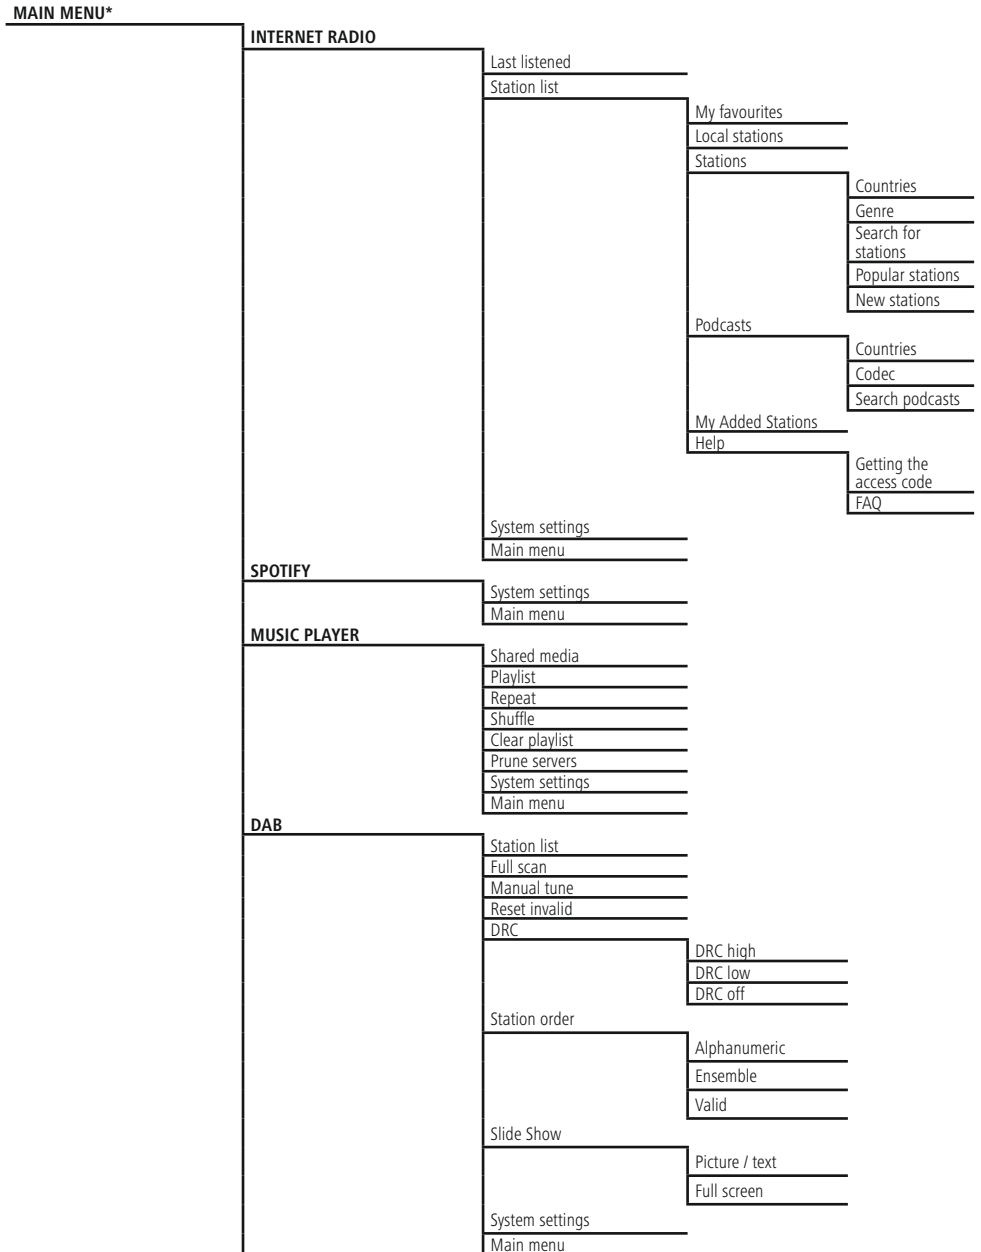 MAIN MENU*
INTERNET RADIO
Last listened
Station list
My favourites
Local stations
Stations
Countries
Genre
Search for
stations
Popular stations
New stations
Podcasts
Countries
Codec
Search podcasts
My Added Stations
Help
Getting the
access code
FAQ
System settings
Main menu
SPOTIFY
System settings
Main menu
MUSIC PLAYER
Shared media
Playlist
Repeat
Shuffle
Clear playlist
Prune servers
System settings
Main menu
DAB
Station list
Full scan
Manual tune
Reset invalid
DRC
DRC high
DRC low
DRC off
Station order
Alphanumeric
Ensemble
Valid
Slide Show
Picture / text
Full screen
System settings
Main menu